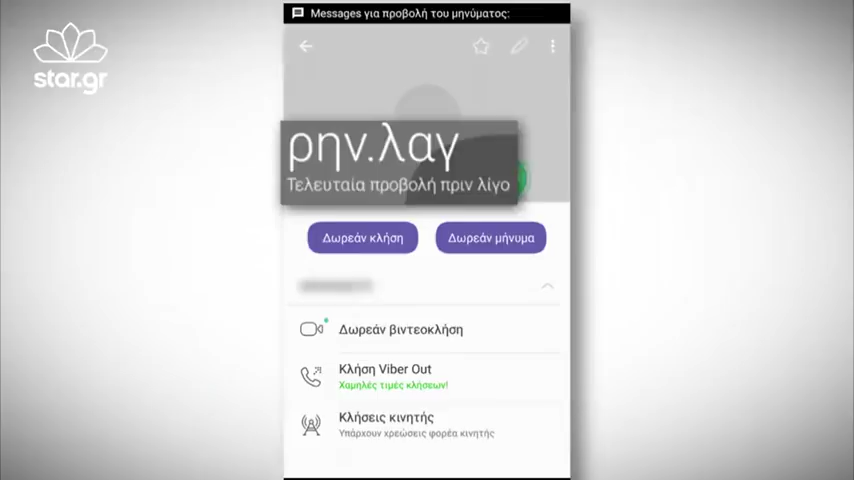 Messages για προβολή του μηνύματος:
star.gr
ρην.λαγ
Τελευταία προβολή πριν λίγο
Δωρεάν κλήση
Δωρεάν μήνυμα
Δωρεάν βιντεοκλήση
Κλήση Viber Out
Χαμηλές τιμές κλήσεων!
Κλήσεις κινητής
Υπάρχουν χρεώσεις φορέα κινητής